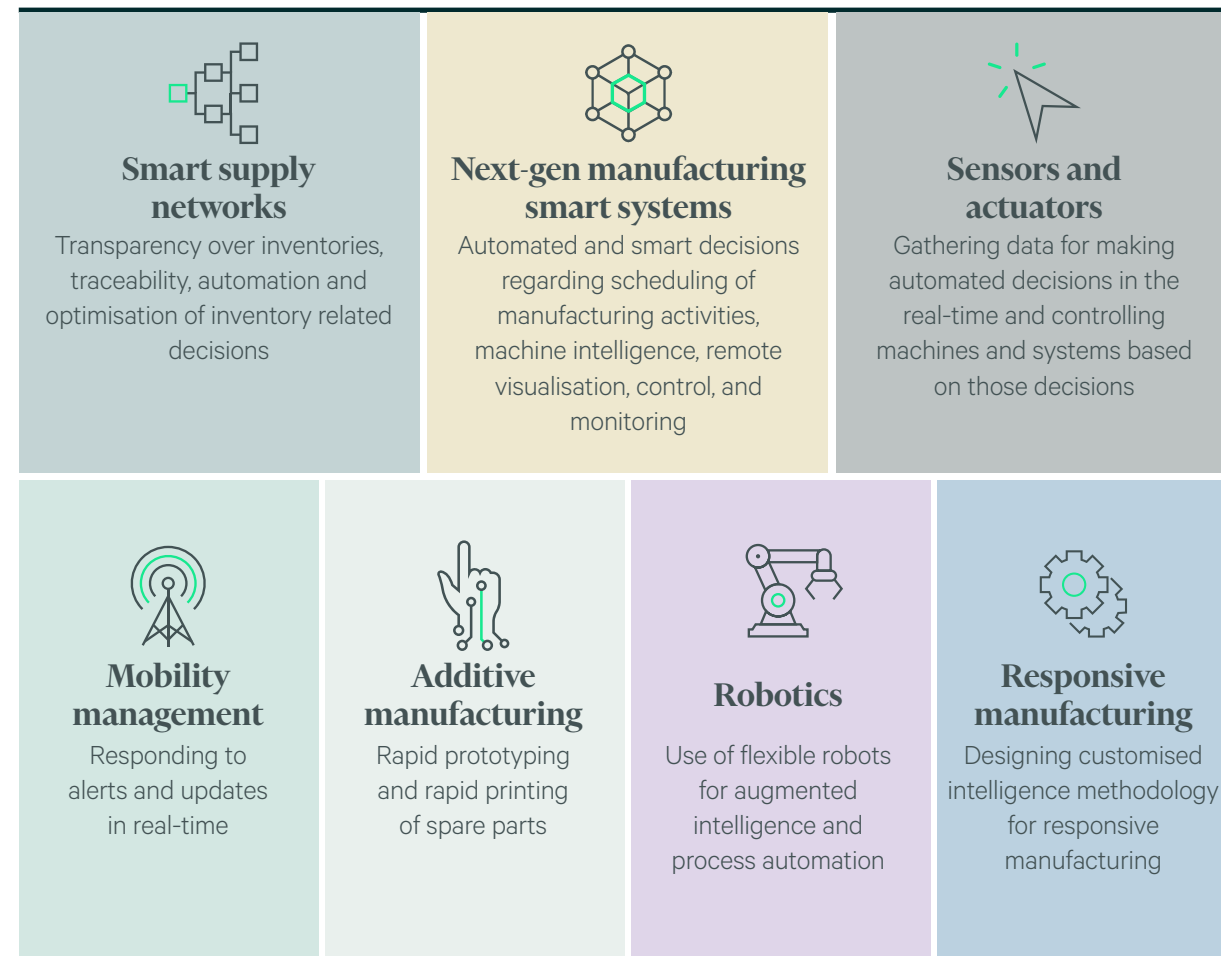 Smart supply
networks
Transparency over inventories,
traceability, automation and
optimisation of inventory related
decisions
Next-gen manufacturing
smart systems
Automated and smart decisions
regarding scheduling of
manufacturing activities,
machine intelligence, remote
visualisation, control, and
monitoring
Sensors and
actuators
Gathering data for making
automated decisions in the
real-time and controlling
machines and systems based
on those decisions
Mobility
management
Responding to
alerts and updates
in real-time
Additive
manufacturing
Rapid prototyping
and rapid printing
of spare parts
Robotics
Use of flexible robots
for augmented
intelligence and
process automation
Responsive
manufacturing
Designing customised
intelligence methodology
for responsive
manufacturing